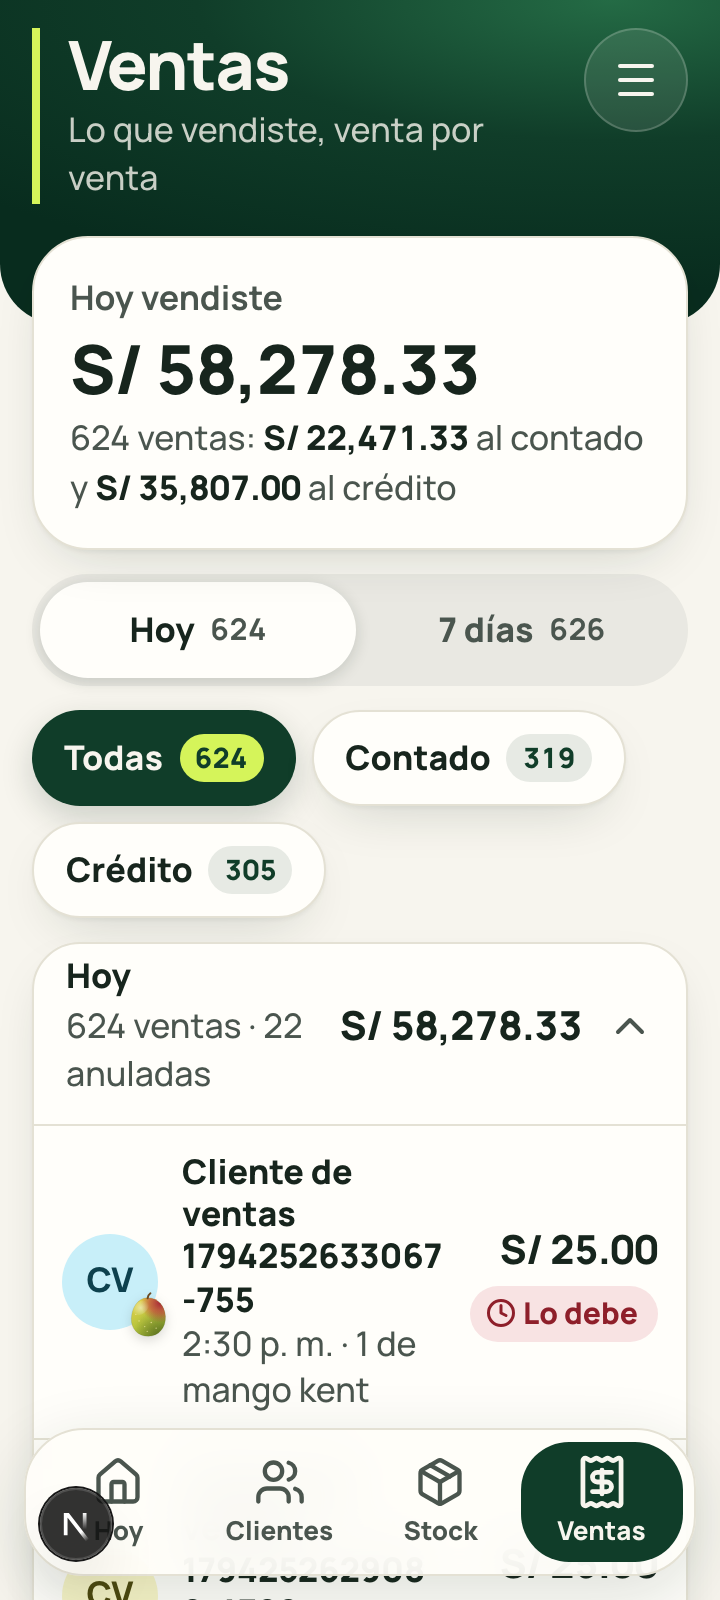 Ventas
Lo que vendiste, venta por
venta
Hoy vendiste
S/ 58,278.33
624 ventas: S/ 22,471.33 al contado
y S/ 35,807.00 al crédito
Hoy 624
7 días 626
Todas 624
Contado 319
Crédito 305
Hoy
624 ventas · 22
anuladas
S/ 58,278.33
Cliente de
ventas
1794252633067
-755
2:30 p. m. · 1 de
mango kent
CV
S/ 25.00
Lo debe
N
Hoy
Clientes
Stock
Ventas
CV